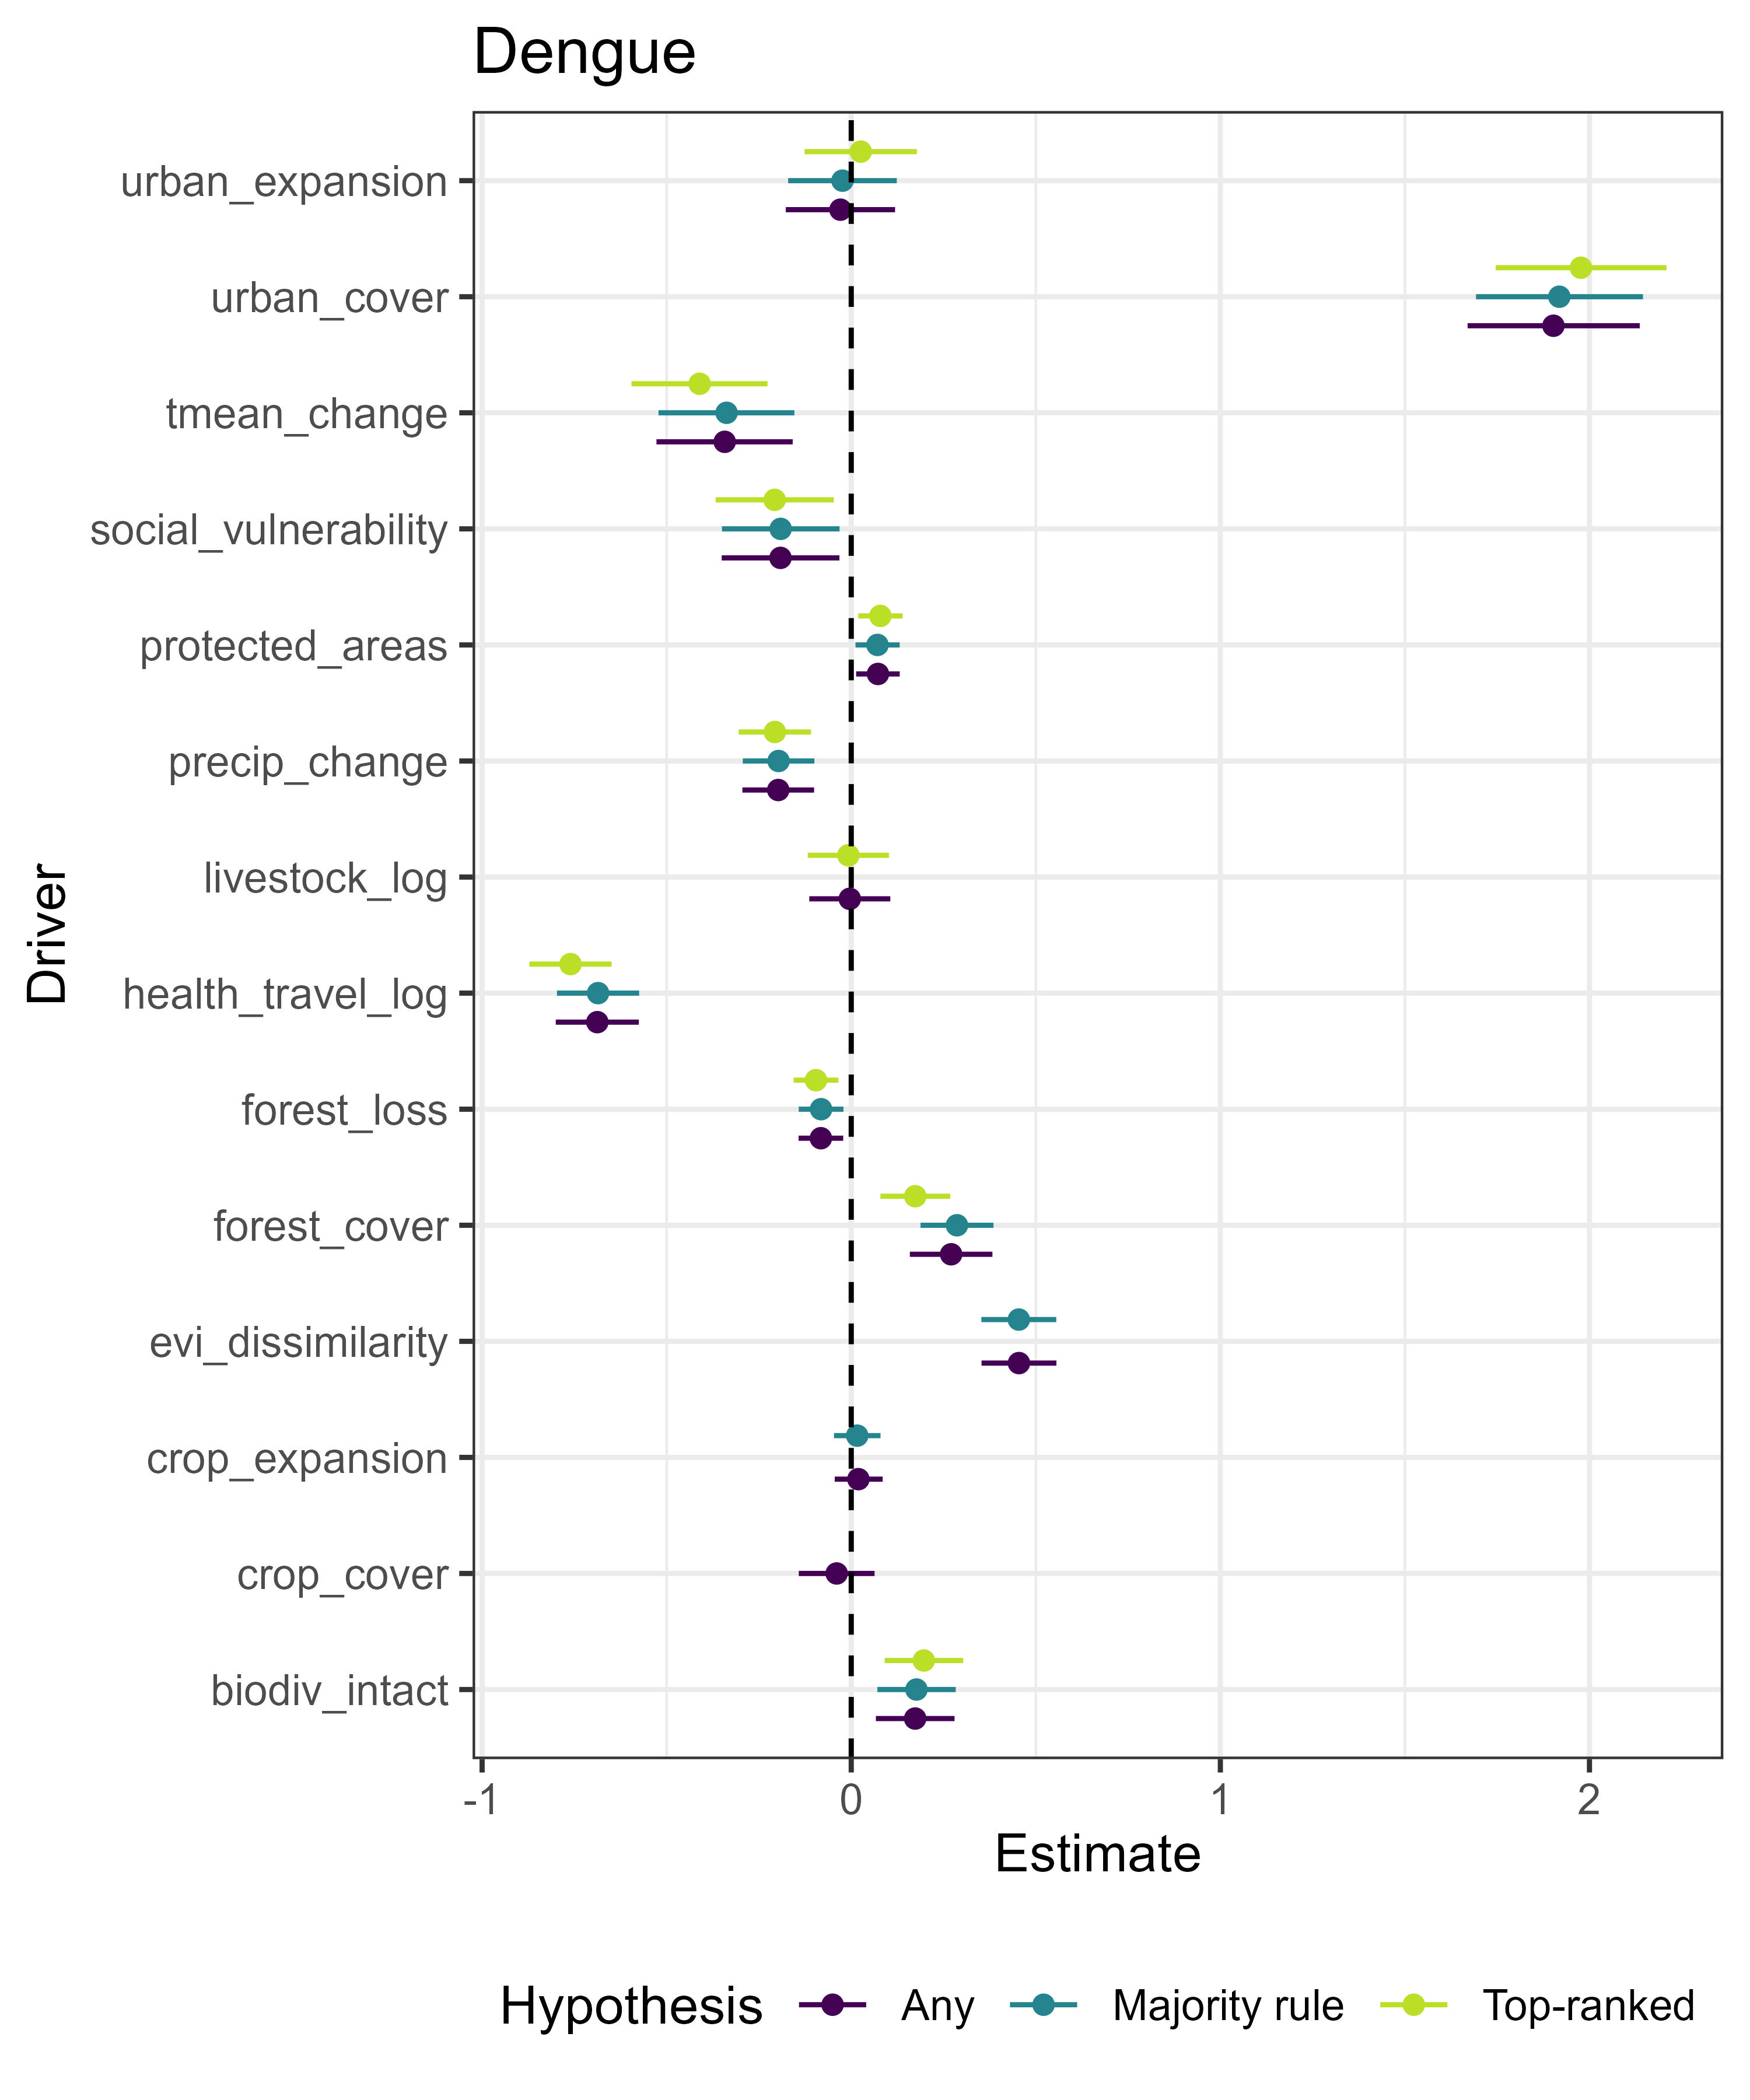 Dengue
urban_expansion
urban_cover
tmean_change
social_vulnerability
protected_areas
precip_change
livestock_log
health_travel_log
forest_loss
forest_cover
evi_dissimilarity
crop_expansion
crop_cover
biodiv_intact
Driver
-1 0 1 2
Estimate
Hypothesis Any Majority rule Top-ranked